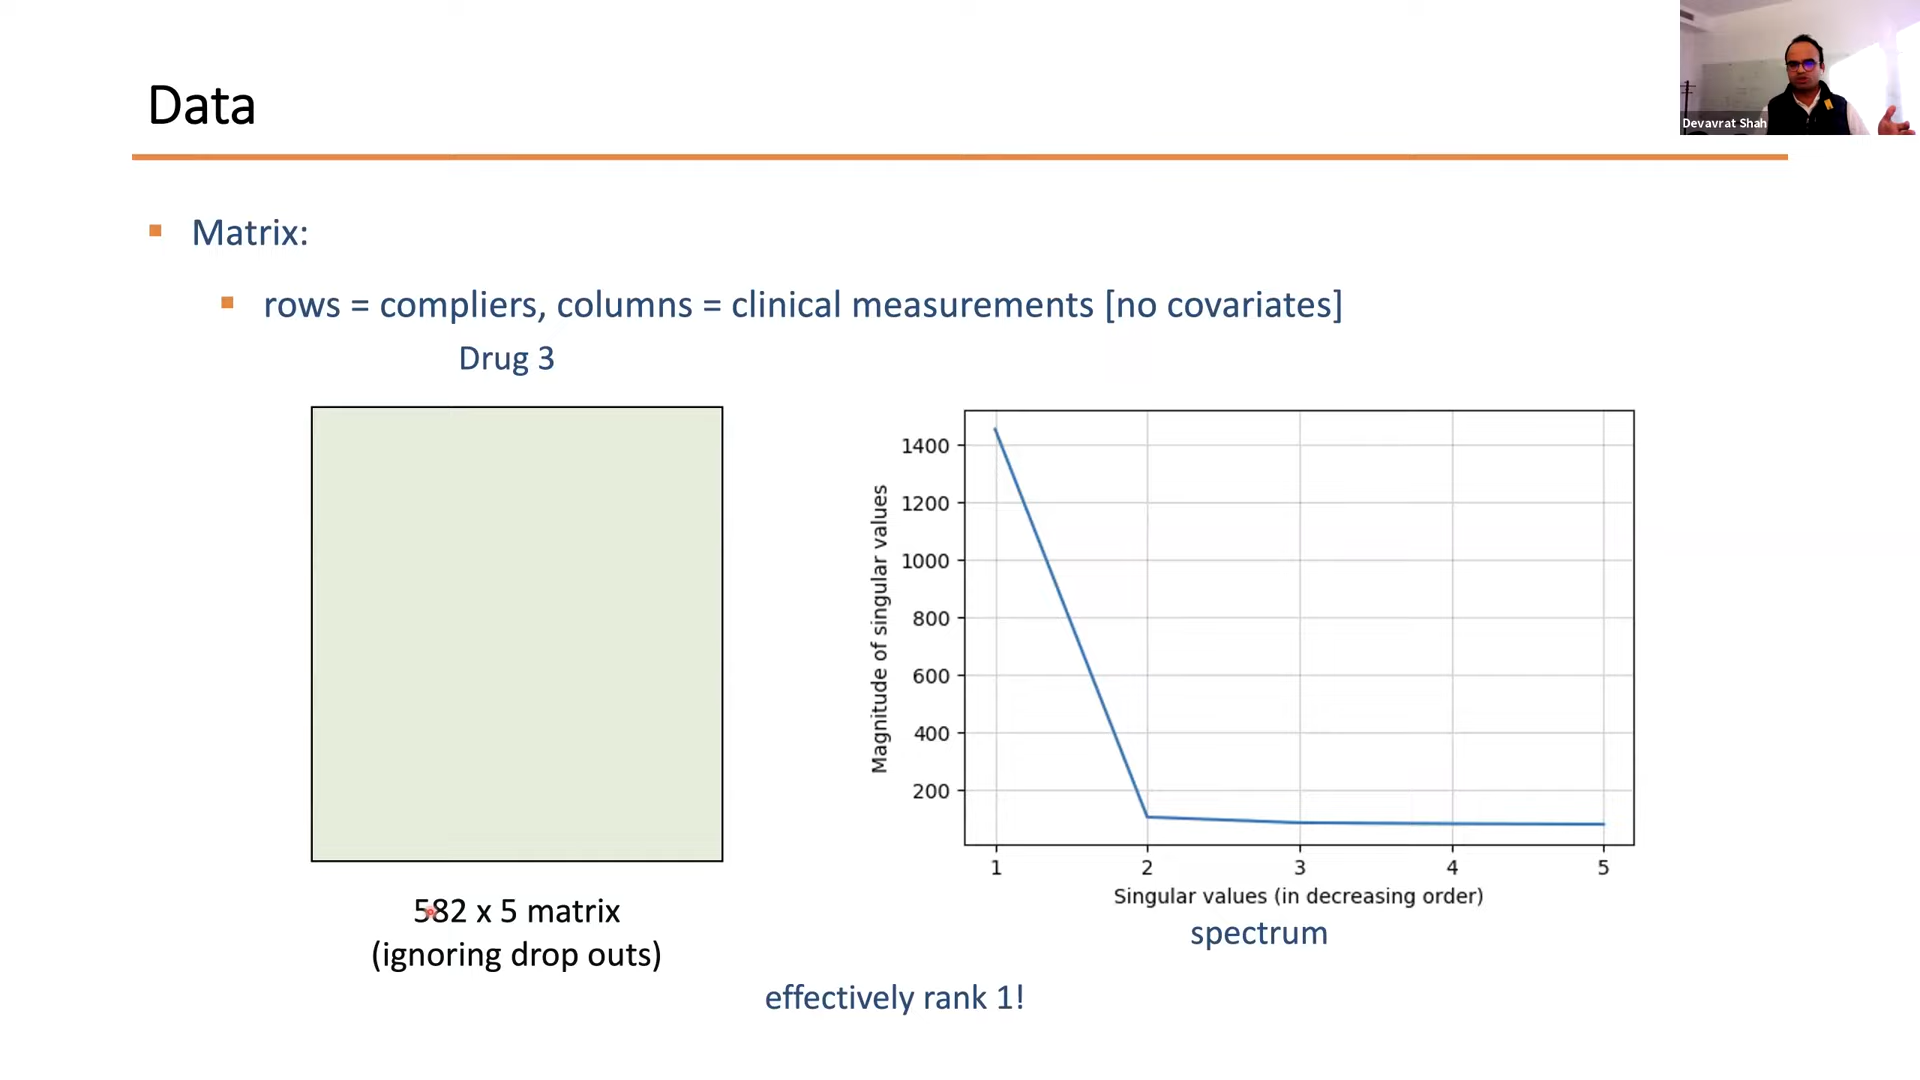 Data
Devavrat Shah
Matrix:
rows = compliers, columns = clinical measurements [no covariates]
Drug 3
582 x 5 matrix
(ignoring drop outs)
Magnitude of singular values
1400
1200
1000
800
600
400
200
1 2 3 4 5
Singular values (in decreasing order)
spectrum
effectively rank 1!